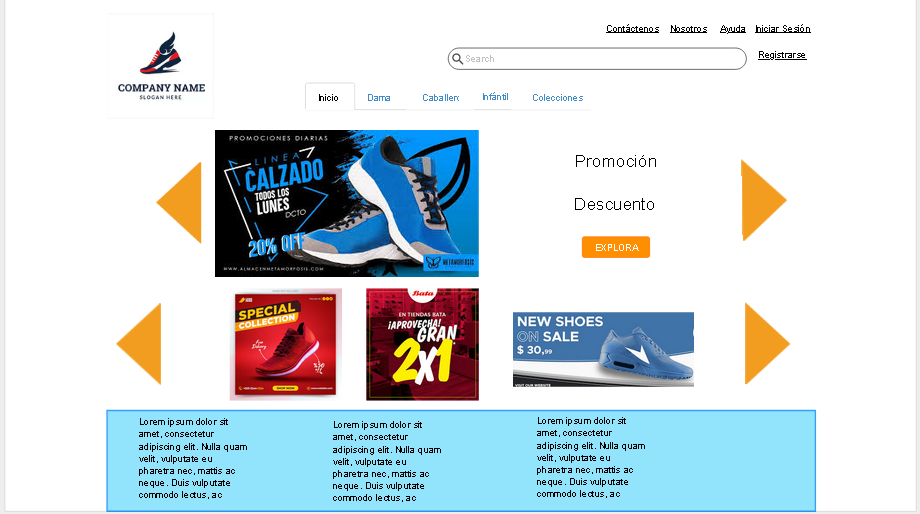 Contáctenos Nosotros Ayuda Iniciar Sesión
COMPANY NAME
SLOGAN HERE
Search
Registrarse
Inicio Dama Caballero Infántil Colecciones
PROMOCIONES DIARIAS
LINEA
CALZADO
TODOS LOS
LUNES
DCTO
20% OFF
METAMORFOSIS
WWW.ALMACENMETAMORFOSIS.COM
Promoción
Descuento
EXPLORA
SPECIAL
COLLECTION
Free
Delivery
SHOP NOW
Bata
EN TIENDAS BATA
¡APROVECHA!
GRAN
2x1
NEW SHOES
ON SALE
$ 30,99
VISIT OUR WEBSITE
Lorem ipsum dolor sit
amet, consectetur
adipiscing elit. Nulla quam
velit, vulputate eu
pharetra nec, mattis ac
neque. Duis vulputate
commodo lectus, ac
Lorem ipsum dolor sit
amet, consectetur
adipiscing elit. Nulla quam
velit, vulputate eu
pharetra nec, mattis ac
neque. Duis vulputate
commodo lectus, ac
Lorem ipsum dolor sit
amet, consectetur
adipiscing elit. Nulla quam
velit, vulputate eu
pharetra nec, mattis ac
neque. Duis vulputate
commodo lectus, ac